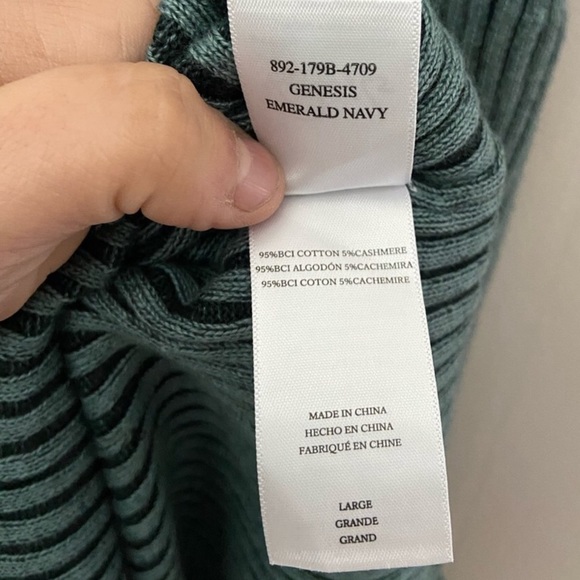 892-179B-4709
GENESIS
EMERALD NAVY
95%BCI COTTON 5%CASHMERE
95%BCI ALGODÓN 5%CACHEMIRA
95%BCI COTON 5%CACHEMIRE
MADE IN CHINA
HECHO EN CHINA
FABRIQUÉ EN CHINE
LARGE
GRANDE
GRAND